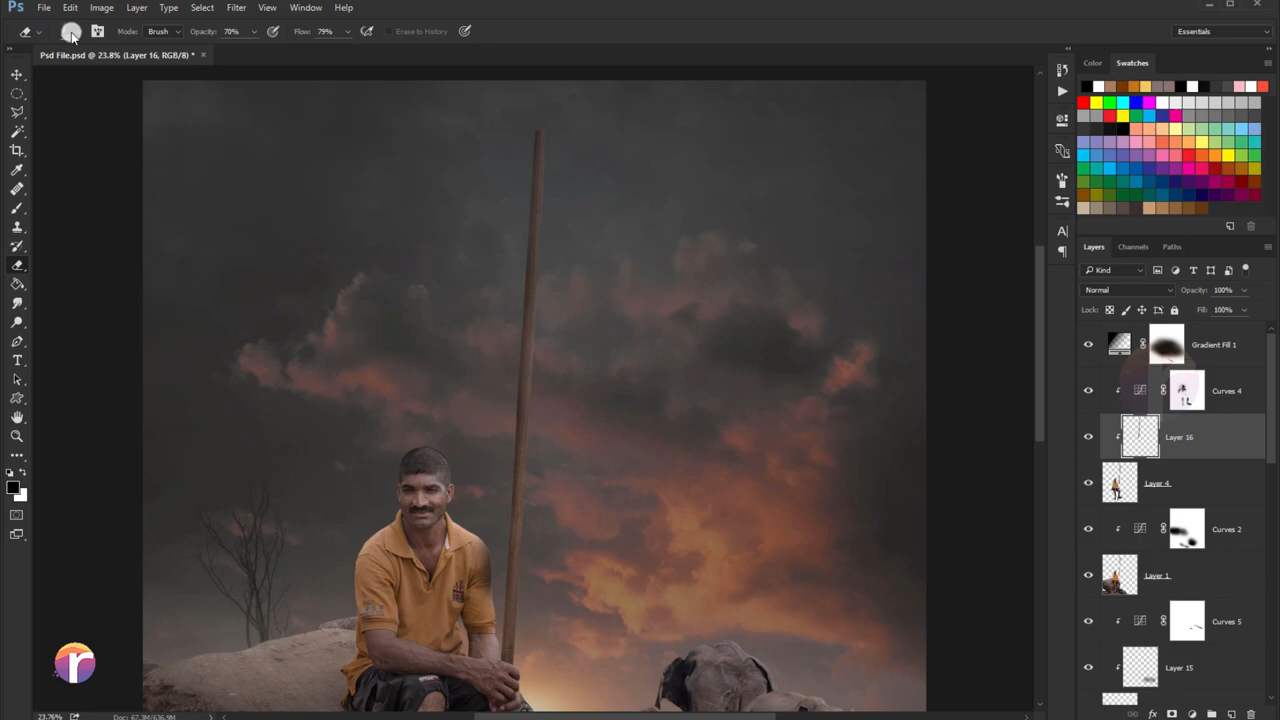 Ps File Edit Image Layer Type Select Filter View Window Help
Mode: Brush Opacity: 70% Flow: 79% Erase to History Essentials
Psd File.psd @ 23.8% (Layer 16, RGB/8) * ×
Color Swatches
Layers Channels Paths
Kind
Normal Opacity: 100%
Lock: Fill: 100%
Gradient Fill 1
Curves 4
Layer 16
Layer 4
Curves 2
Layer 1
Curves 5
Layer 15
r
23.76% Doc: 67.3M/636.9M